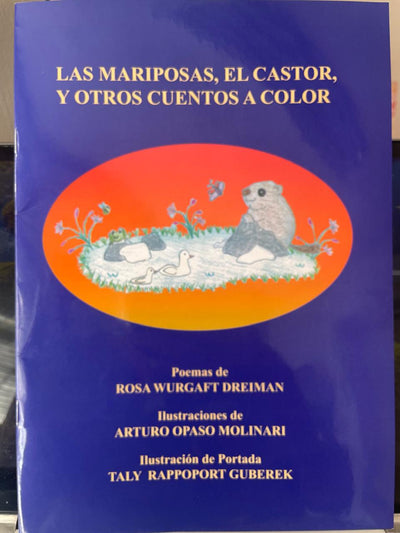 LAS MARIPOSAS, EL CASTOR,
Y OTROS CUENTOS A COLOR
Poemas de
ROSA WURGAFT DREIMAN
Ilustraciones de
ARTURO OPASO MOLINARI
Ilustración de Portada
TALY RAPPOPORT GUBEREK